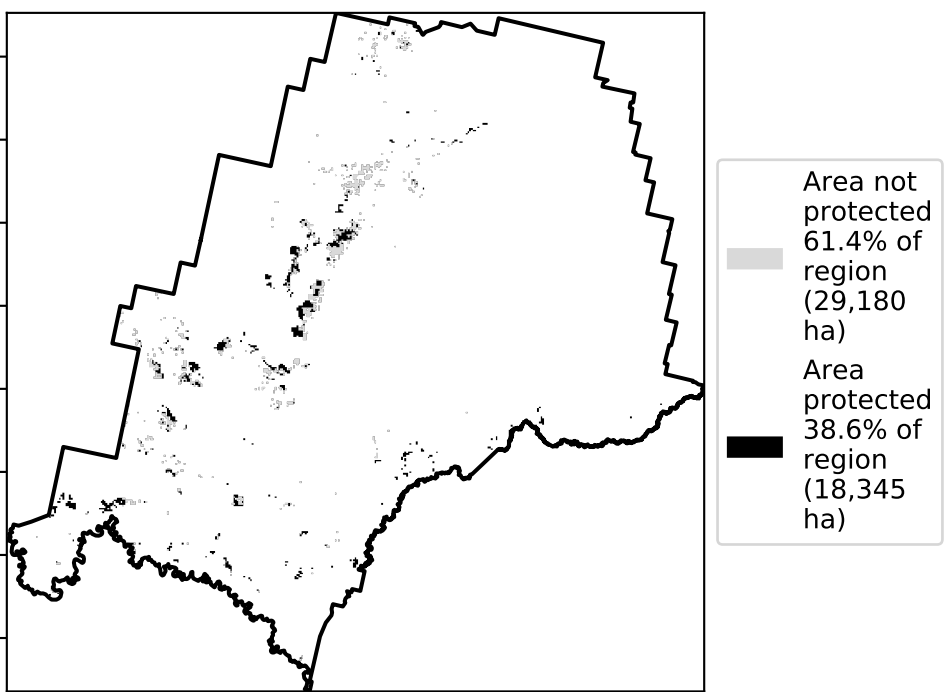 Area not
protected
61.4% of
region
(29,180
ha)
Area
protected
38.6% of
region
(18,345
ha)